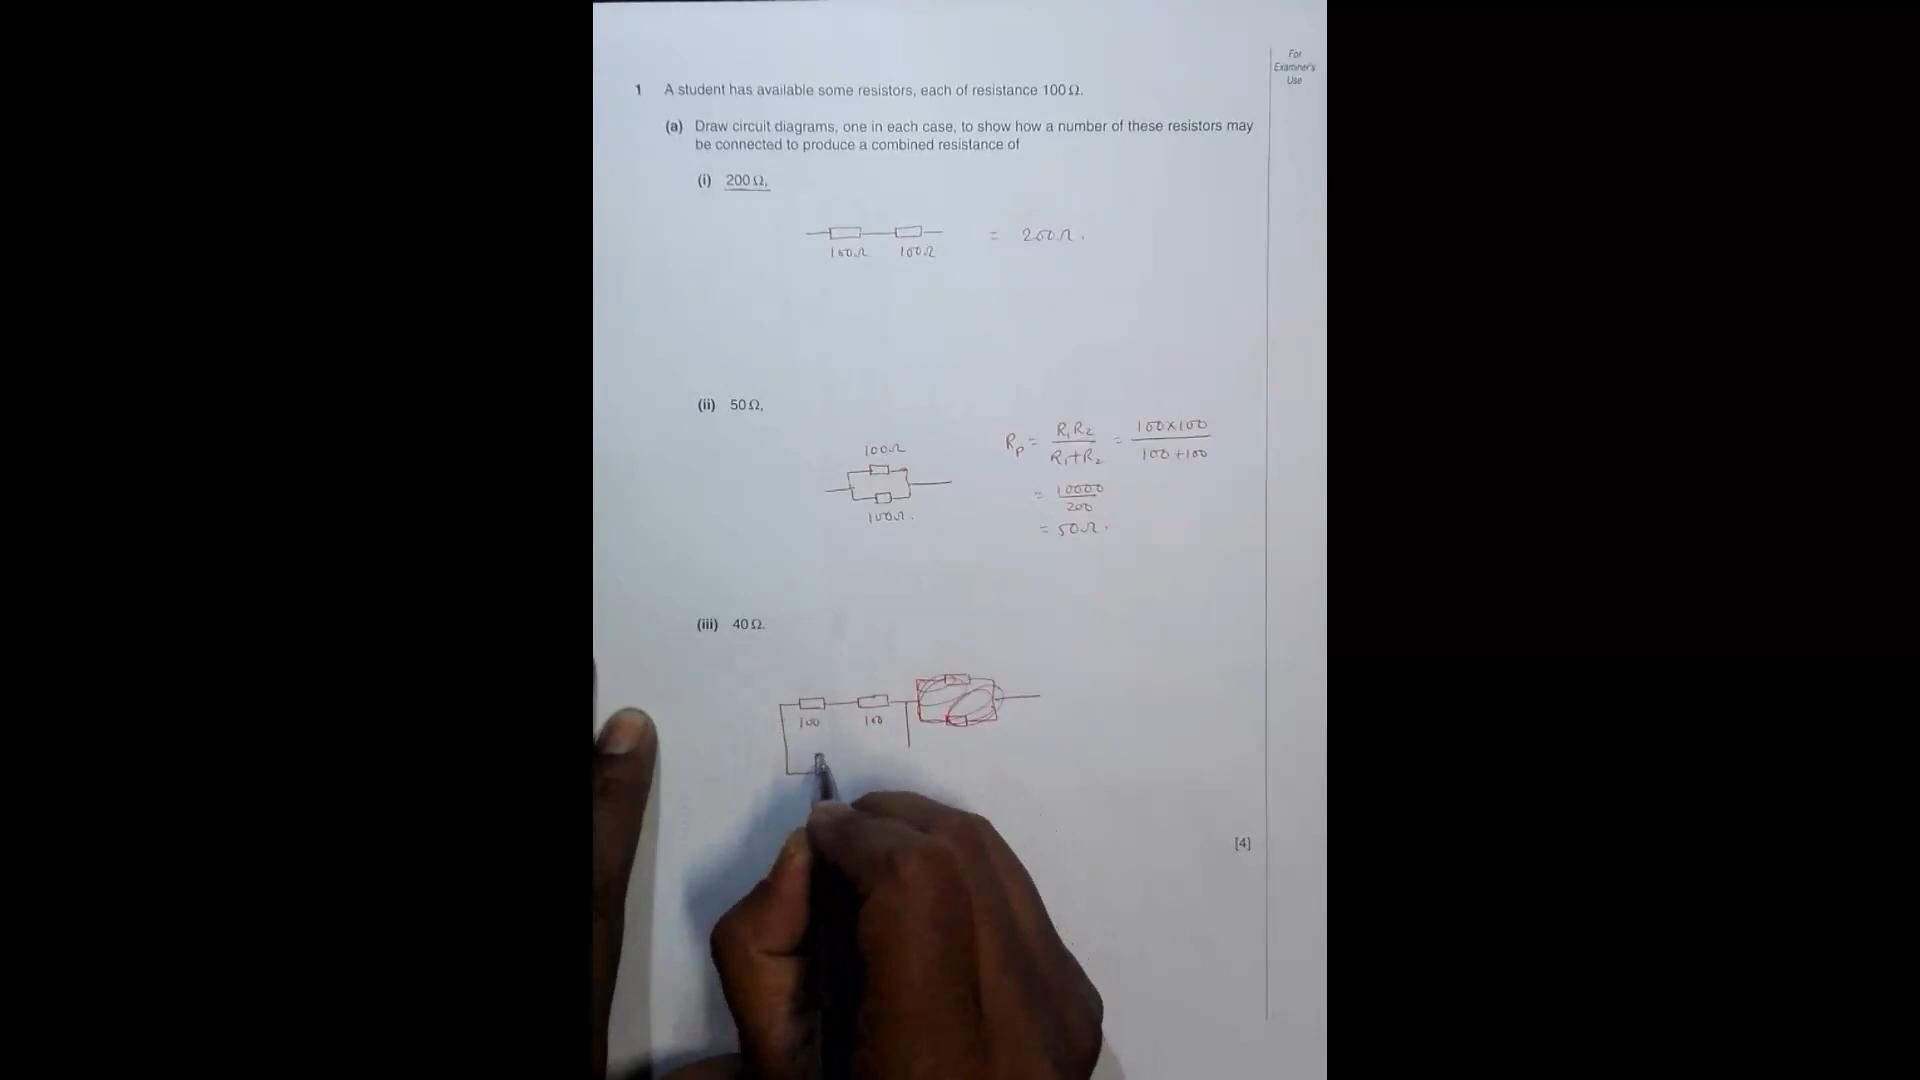 For
Examiner's
Use
1 A student has available some resistors, each of resistance 100 Ω.
(a) Draw circuit diagrams, one in each case, to show how a number of these resistors may
be connected to produce a combined resistance of
(i) 200 Ω,
= 200Ω.
100Ω 100Ω
(ii) 50 Ω,
100Ω
Rp = R1R2 / R1+R2 = 100×100 / 100+100
100Ω.
= 10000 / 200
= 50Ω.
(iii) 40 Ω.
100 100
[4]